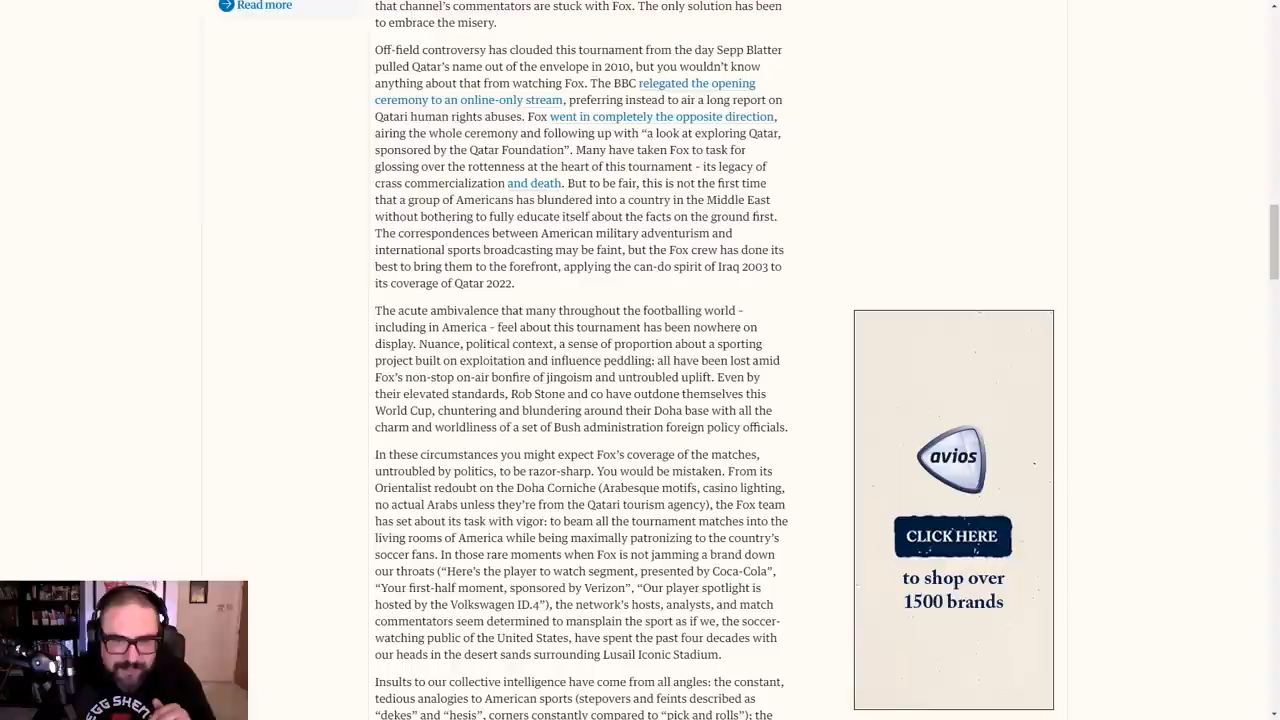 Read more
that channel’s commentators are stuck with Fox. The only solution has been
to embrace the misery.
Off-field controversy has clouded this tournament from the day Sepp Blatter
pulled Qatar’s name out of the envelope in 2010, but you wouldn’t know
anything about that from watching Fox. The BBC relegated the opening
ceremony to an online-only stream, preferring instead to air a long report on
Qatari human rights abuses. Fox went in completely the opposite direction,
airing the whole ceremony and following up with “a look at exploring Qatar,
sponsored by the Qatar Foundation”. Many have taken Fox to task for
glossing over the rottenness at the heart of this tournament – its legacy of
crass commercialization and death. But to be fair, this is not the first time
that a group of Americans has blundered into a country in the Middle East
without bothering to fully educate itself about the facts on the ground first.
The correspondences between American military adventurism and
international sports broadcasting may be faint, but the Fox crew has done its
best to bring them to the forefront, applying the can-do spirit of Iraq 2003 to
its coverage of Qatar 2022.
The acute ambivalence that many throughout the footballing world –
including in America – feel about this tournament has been nowhere on
display. Nuance, political context, a sense of proportion about a sporting
project built on exploitation and influence peddling: all have been lost amid
Fox’s non-stop on-air bonfire of jingoism and untroubled uplift. Even by
their elevated standards, Rob Stone and co have outdone themselves this
World Cup, chuntering and blundering around their Doha base with all the
charm and worldliness of a set of Bush administration foreign policy officials.
In these circumstances you might expect Fox’s coverage of the matches,
untroubled by politics, to be razor-sharp. You would be mistaken. From its
Orientalist redoubt on the Doha Corniche (Arabesque motifs, casino lighting,
no actual Arabs unless they’re from the Qatari tourism agency), the Fox team
has set about its task with vigor: to beam all the tournament matches into the
living rooms of America while being maximally patronizing to the country’s
soccer fans. In those rare moments when Fox is not jamming a brand down
our throats (“Here’s the player to watch segment, presented by Coca-Cola”,
“Your first-half moment, sponsored by Verizon”, “Our player spotlight is
hosted by the Volkswagen ID.4”), the network’s hosts, analysts, and match
commentators seem determined to mansplain the sport as if we, the soccer-
watching public of the United States, have spent the past four decades with
our heads in the desert sands surrounding Lusail Iconic Stadium.
Insults to our collective intelligence have come from all angles: the constant,
tedious analogies to American sports (stepovers and feints described as
“dekes” and “hesis”, corners constantly compared to “pick and rolls”); the
avios
CLICK HERE
to shop over
1500 brands
EGG SHEN